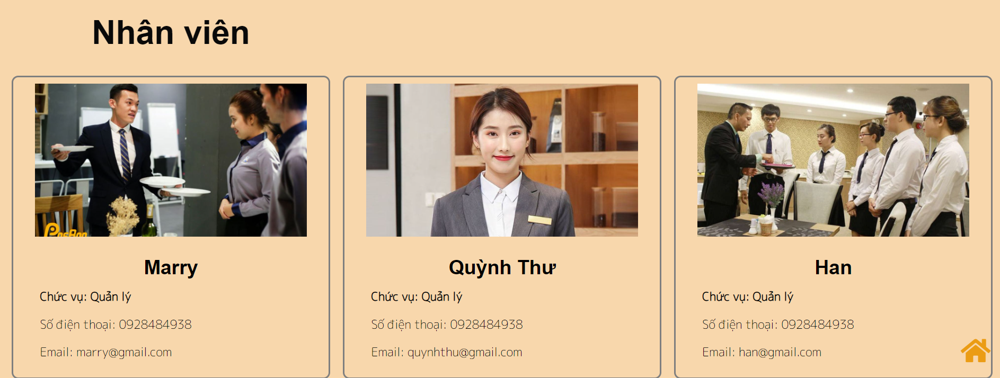 Nhân viên
Marry
Chức vụ: Quản lý
Số điện thoại: 0928484938
Email: marry@gmail.com
Quỳnh Thư
Chức vụ: Quản lý
Số điện thoại: 0928484938
Email: quynhthu@gmail.com
Han
Chức vụ: Quản lý
Số điện thoại: 0928484938
Email: han@gmail.com